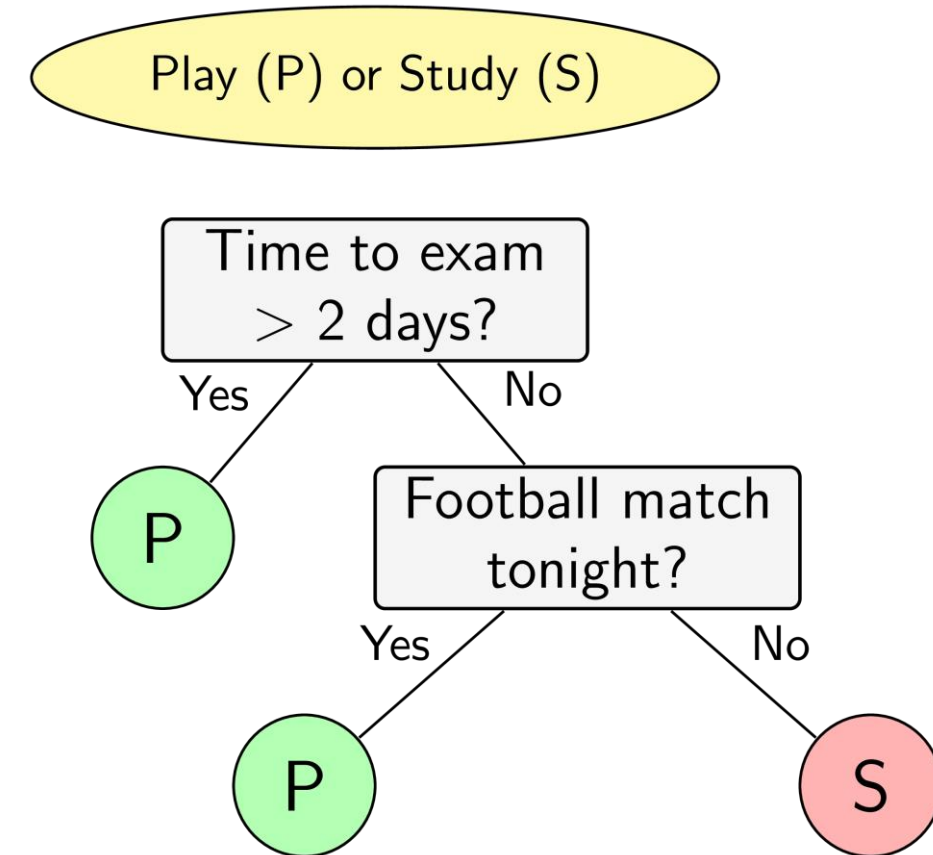 Play (P) or Study (S)
Time to exam
> 2 days?
Yes
No
P
Football match
tonight?
Yes
No
P
S